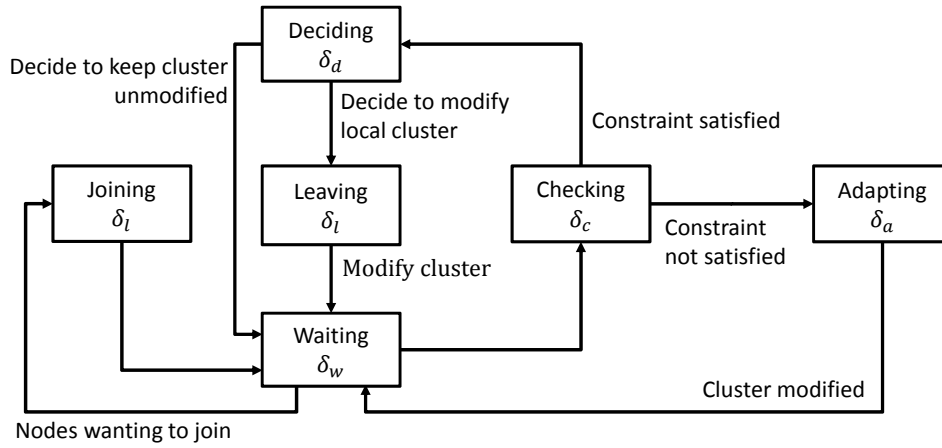 Deciding
δ_d
Decide to keep cluster
unmodified
Decide to modify
local cluster
Constraint satisfied
Joining
δ_l
Leaving
δ_l
Checking
δ_c
Adapting
δ_a
Constraint
not satisfied
Modify cluster
Waiting
δ_w
Cluster modified
Nodes wanting to join